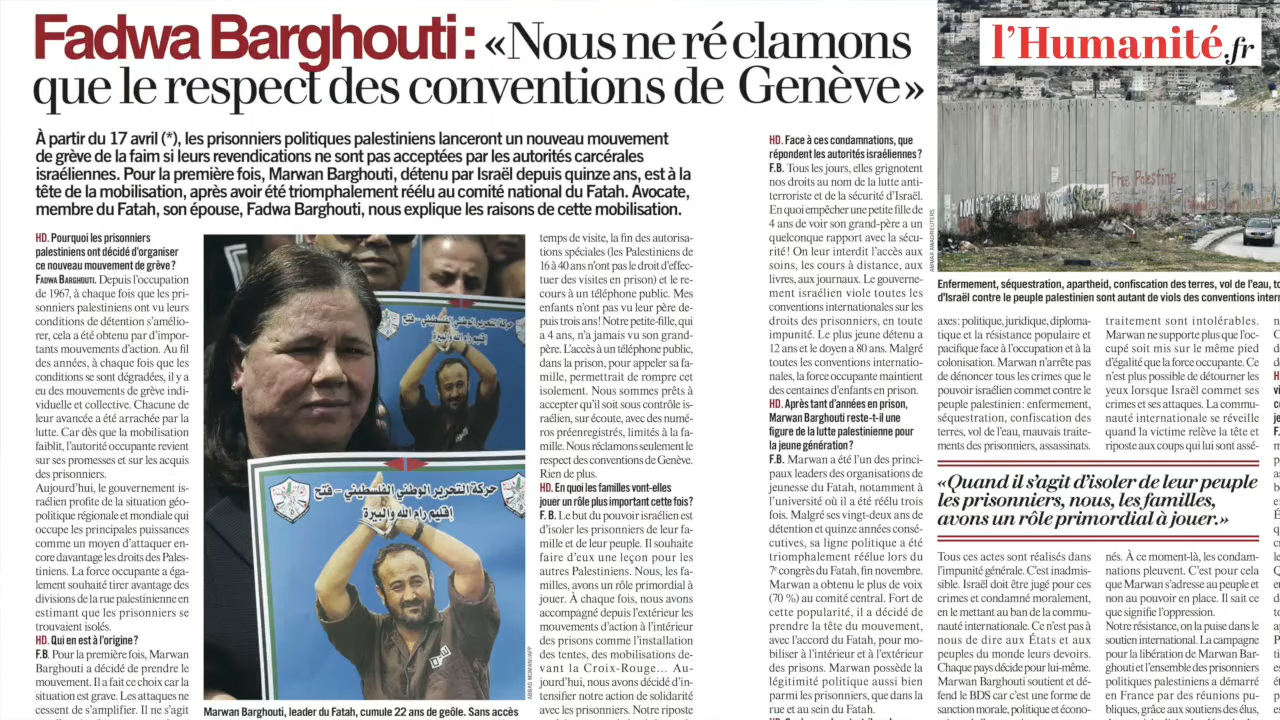 Fadwa Barghouti : «Nous ne réclamons
que le respect des conventions de Genève»
l'Humanité.fr
À partir du 17 avril (*), les prisonniers politiques palestiniens lanceront un nouveau mouvement
de grève de la faim si leurs revendications ne sont pas acceptées par les autorités carcérales
israéliennes. Pour la première fois, Marwan Barghouti, détenu par Israël depuis quinze ans, est à la
tête de la mobilisation, après avoir été triomphalement réélu au comité national du Fatah. Avocate,
membre du Fatah, son épouse, Fadwa Barghouti, nous explique les raisons de cette mobilisation.
HD. Pourquoi les prisonniers
palestiniens ont décidé d'organiser
ce nouveau mouvement de grève ?
FADWA BARGHOUTI. Depuis l'occupation
de 1967, à chaque fois que les pri-
sonniers palestiniens ont vu leurs
conditions de détention s'amélio-
rer, cela a été obtenu par d'impor-
tants mouvements d'action. Au fil
des années, à chaque fois que les
conditions se sont dégradées, il y a
eu des mouvements de grève indi-
viduelle et collective. Chacune de
leur avancée a été arrachée par la
lutte. Car dès que la mobilisation
faiblit, l'autorité occupante revient
sur ses promesses et sur les acquis
des prisonniers.
Aujourd'hui, le gouvernement is-
raélien profite de la situation géo-
politique régionale et mondiale qui
occupe les principales puissances
comme un moyen d'attaquer en-
core davantage les droits des Pales-
tiniens. La force occupante a éga-
lement souhaité tirer avantage des
divisions de la rue palestinienne en
estimant que les prisonniers se
trouvaient isolés.
HD. Qui en est à l'origine ?
F. B. Pour la première fois, Marwan
Barghouti a décidé de prendre le
mouvement. Il a fait ce choix car la
situation est grave. Les attaques ne
cessent de s'amplifier. Il ne s'agit
حركة التحرير الوطني الفلسطيني - فتح
إقليم رام الله والبيرة
حركة التحرير الوطني الفلسطيني - فتح
إقليم رام الله والبيرة
ABBAS MOMANI/AFP
Marwan Barghouti, leader du Fatah, cumule 22 ans de geôle. Sans accès
temps de visite, la fin des autorisa-
tions spéciales (les Palestiniens de
16 à 40 ans n'ont pas le droit d'effec-
tuer des visites en prison) et le re-
cours à un téléphone public. Mes
enfants n'ont pas vu leur père de-
puis trois ans ! Notre petite-fille, qui
a 4 ans, n'a jamais vu son grand-
père. L'accès à un téléphone public,
dans la prison, pour appeler sa fa-
mille, permettrait de rompre cet
isolement. Nous sommes prêts à
accepter qu'il soit sous contrôle is-
raélien, sur écoute, avec des numé-
ros préenregistrés, limités à la fa-
mille. Nous réclamons seulement le
respect des conventions de Genève.
Rien de plus.
HD. En quoi les familles vont-elles
jouer un rôle plus important cette fois ?
F. B. Le but du pouvoir israélien est
d'isoler les prisonniers de leur fa-
mille et de leur peuple. Il souhaite
faire d'eux une leçon pour les
autres Palestiniens. Nous, les fa-
milles, avons un rôle primordial à
jouer. À chaque fois, nous avons
accompagné depuis l'extérieur les
mouvements d'action à l'intérieur
des prisons comme l'installation
des tentes, des mobilisations de-
vant la Croix-Rouge... Au-
jourd'hui, nous avons décidé d'in-
tensifier notre action de solidarité
avec les prisonniers. Notre riposte
HD. Face à ces condamnations, que
répondent les autorités israéliennes ?
F. B. Tous les jours, elles grignotent
nos droits au nom de la lutte anti-
terroriste et de la sécurité d'Israël.
En quoi empêcher une petite fille de
4 ans de voir son grand-père a un
quelconque rapport avec la sécu-
rité ! On leur interdit l'accès aux
soins, les cours à distance, aux
livres, aux journaux. Le gouverne-
ment israélien viole toutes les
conventions internationales sur les
droits des prisonniers, en toute
impunité. Le plus jeune détenu a
12 ans et le doyen a 80 ans. Malgré
toutes les conventions internationa-
les, la force occupante maintient
des centaines d'enfants en prison.
HD. Après tant d'années en prison,
Marwan Barghouti reste-t-il une
figure de la lutte palestinienne pour
la jeune génération ?
F. B. Marwan a été l'un des princi-
paux leaders des organisations de
jeunesse du Fatah, notamment à
l'université où il a été réélu trois
fois. Malgré ses vingt-deux ans de
détention et quinze années consé-
cutives, sa ligne politique a été
triomphalement réélue lors du
7e congrès du Fatah, fin novembre.
Marwan a obtenu le plus de voix
(70 %) au comité central. Fort de
cette popularité, il a décidé de
prendre la tête du mouvement,
avec l'accord du Fatah, pour mo-
biliser à l'intérieur et à l'extérieur
des prisons. Marwan possède la
légitimité politique aussi bien
parmi les prisonniers, que dans la
rue et au sein du Fatah.
Free Palestine
AMMAR AWAD/REUTERS
Enfermement, séquestration, apartheid, confiscation des terres, vol de l'eau, to
d'Israël contre le peuple palestinien sont autant de viols des conventions inter
axes : politique, juridique, diploma-
tique et la résistance populaire et
pacifique face à l'occupation et à la
colonisation. Marwan n'arrête pas
de dénoncer tous les crimes que le
pouvoir israélien commet contre le
peuple palestinien : enfermement,
séquestration, confiscation des
terres, vol de l'eau, mauvais traite-
ments des prisonniers, assassinats.
traitement sont intolérables.
Marwan ne supporte plus que l'oc-
cupé soit mis sur le même pied
d'égalité que la force occupante. Ce
n'est plus possible de détourner les
yeux lorsque Israël commet ses
crimes et ses attaques. La commu-
nauté internationale se réveille
quand la victime relève la tête et
riposte aux coups qui lui sont assé-
«Quand il s'agit d'isoler de leur peuple
les prisonniers, nous, les familles,
avons un rôle primordial à jouer.»
Tous ces actes sont réalisés dans
l'impunité générale. C'est inadmis-
sible. Israël doit être jugé pour ces
crimes et condamné moralement,
en le mettant au ban de la commu-
nauté internationale. Ce n'est pas à
nous de dire aux États et aux
peuples du monde leurs devoirs.
Chaque pays décide pour lui-même.
Marwan Barghouti soutient et dé-
fend le BDS car c'est une forme de
sanction morale, politique et écono-
nés. À ce moment-là, les condam-
nations pleuvent. C'est pour cela
que Marwan s'adresse au peuple et
non au pouvoir en place. Il sait ce
que signifie l'oppression.
Notre résistance, on la puise dans le
soutien international. La campagne
pour la libération de Marwan Bar-
ghouti et l'ensemble des prisonniers
politiques palestiniens a démarré
en France par des réunions pu-
bliques, grâce au soutien des élus,